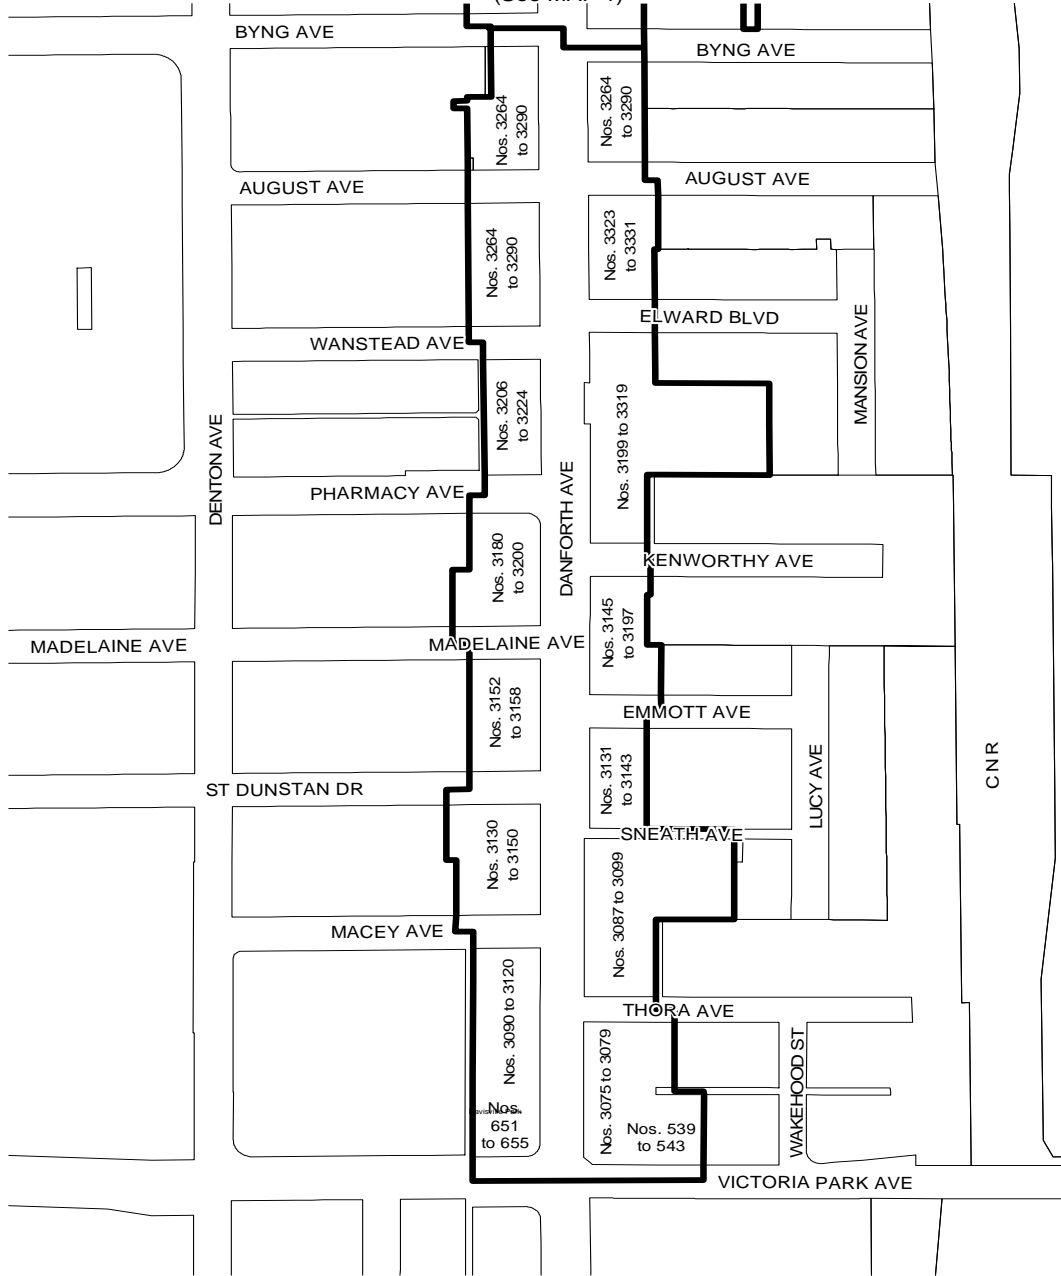 BYNG AVE
BYNG AVE
Nos. 3264
to 3290
Nos. 3264
to 3290
AUGUST AVE
AUGUST AVE
Nos. 3264
to 3290
Nos. 3323
to 3331
ELWARD BLVD
WANSTEAD AVE
MANSION AVE
Nos. 3206
to 3224
Nos. 3199 to 3319
DENTON AVE
PHARMACY AVE
DANFORTH AVE
Nos. 3180
to 3200
KENWORTHY AVE
Nos. 3145
to 3197
MADELAINE AVE
MADELAINE AVE
Nos. 3152
to 3158
EMMOTT AVE
Nos. 3131
to 3143
LUCY AVE
CNR
ST DUNSTAN DR
SNEATH AVE
Nos. 3130
to 3150
Nos. 3087 to 3099
MACEY AVE
Nos. 3090 to 3120
THORA AVE
Nos. 3075 to 3079
WAKEHOOD ST
Nos.
651
to 655
Nos. 539
to 543
VICTORIA PARK AVE